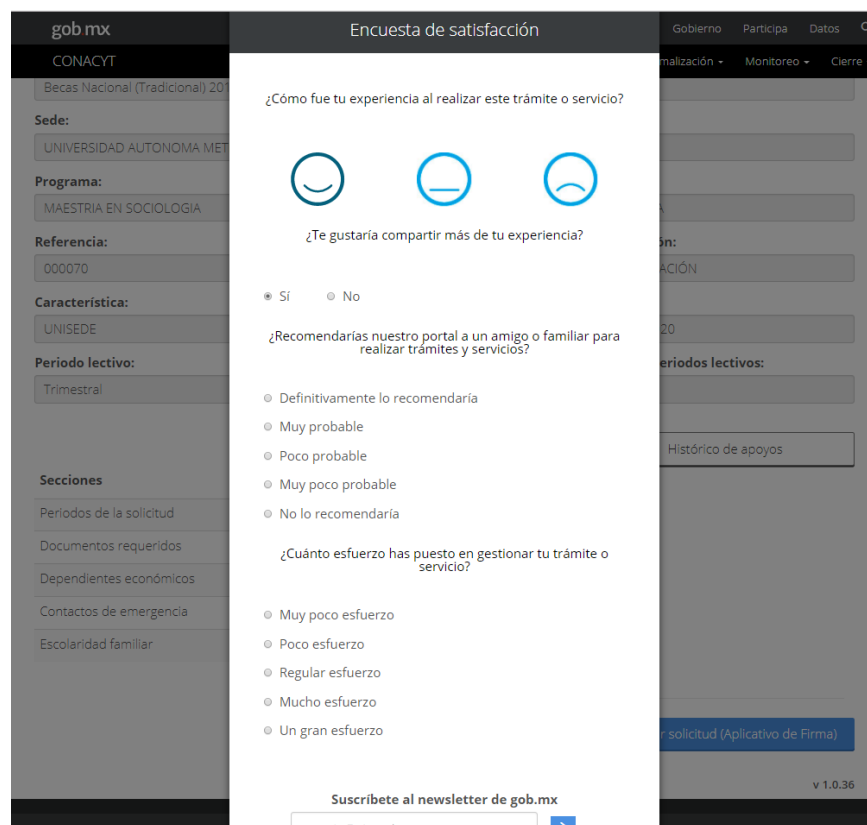 gob.mx
Encuesta de satisfacción
Gobierno Participa Datos
CONACYT
malización Monitoreo Cierre
Becas Nacional (Tradicional) 201
¿Cómo fue tu experiencia al realizar este trámite o servicio?
Sede:
UNIVERSIDAD AUTONOMA MET
Programa:
MAESTRIA EN SOCIOLOGIA
¿Te gustaría compartir más de tu experiencia?
Referencia:
ón:
000070
ACIÓN
Sí No
Característica:
UNISEDE
20
¿Recomendarías nuestro portal a un amigo o familiar para
realizar trámites y servicios?
Periodo lectivo:
eriodos lectivos:
Trimestral
Definitivamente lo recomendaría
Muy probable
Poco probable
Muy poco probable
No lo recomendaría
Histórico de apoyos
Secciones
Periodos de la solicitud
Documentos requeridos
Dependientes económicos
Contactos de emergencia
Escolaridad familiar
¿Cuánto esfuerzo has puesto en gestionar tu trámite o
servicio?
Muy poco esfuerzo
Poco esfuerzo
Regular esfuerzo
Mucho esfuerzo
Un gran esfuerzo
r solicitud (Aplicativo de Firma)
v 1.0.36
Suscríbete al newsletter de gob.mx